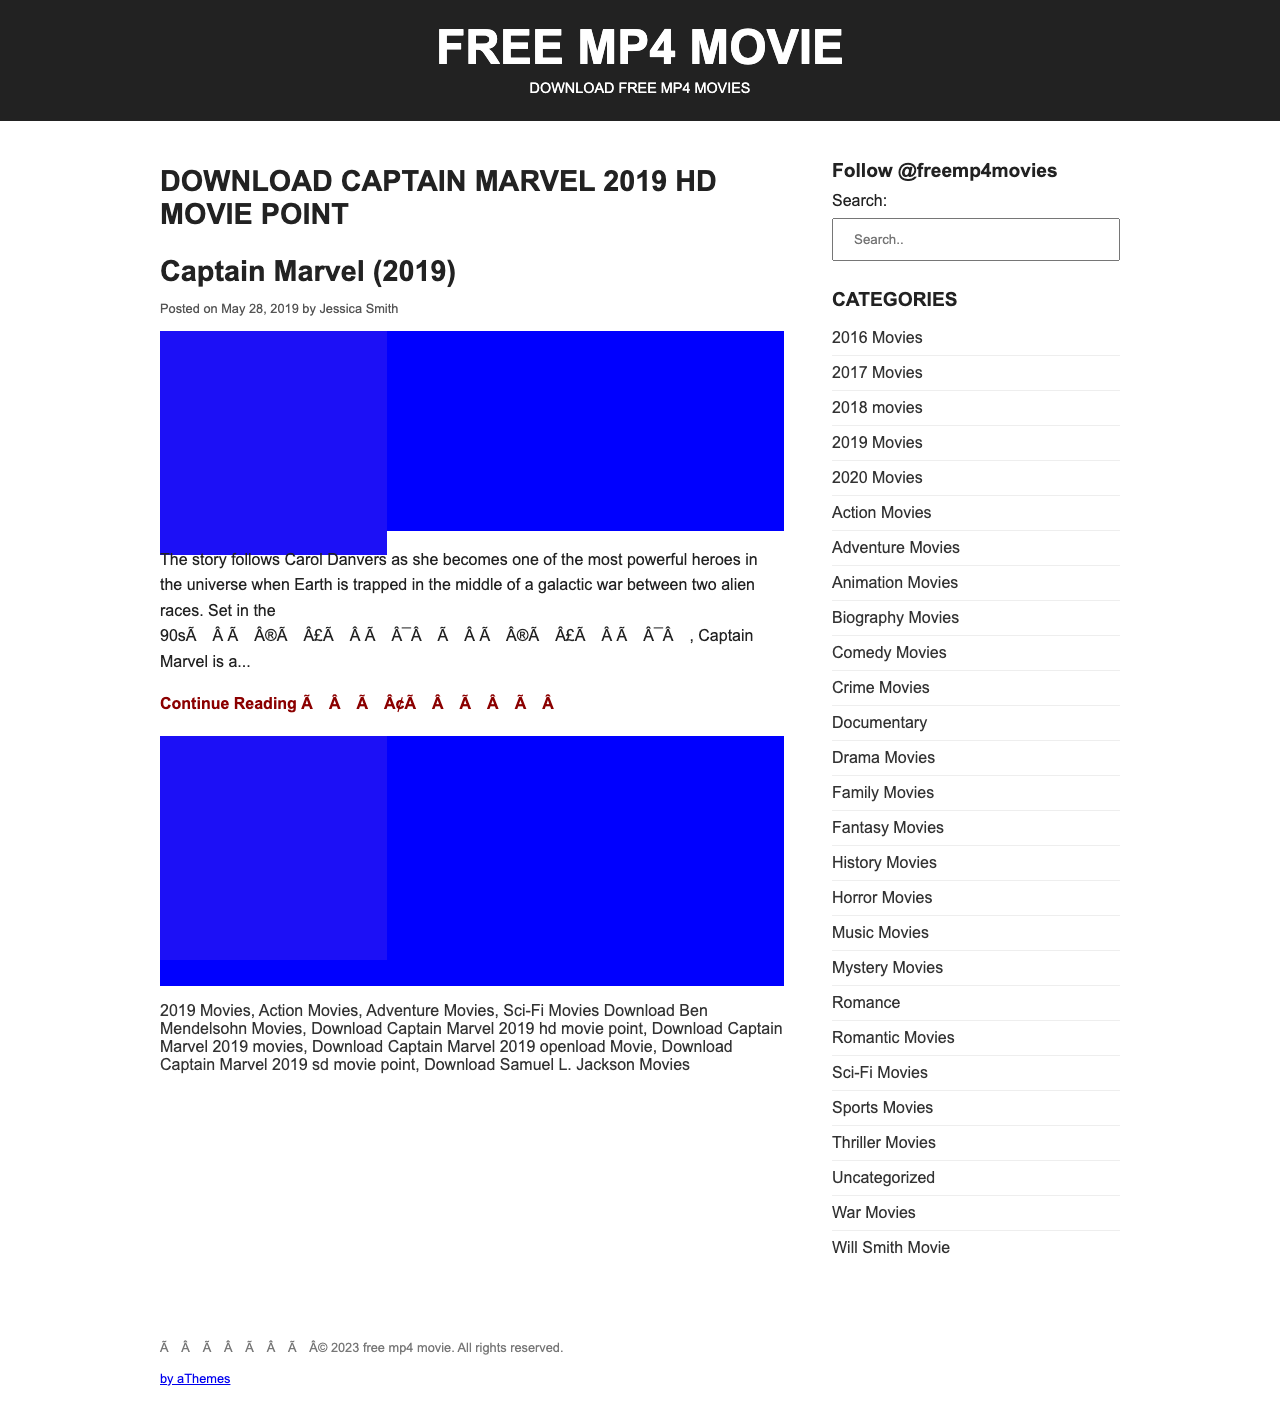 FREE MP4 MOVIE
DOWNLOAD FREE MP4 MOVIES
DOWNLOAD CAPTAIN MARVEL 2019 HD
MOVIE POINT
Captain Marvel (2019)
Posted on May 28, 2019 by Jessica Smith
The story follows Carol Danvers as she becomes one of the most powerful heroes in
the universe when Earth is trapped in the middle of a galactic war between two alien
races. Set in the
90sÃ Â Ã Â®Ã Â£Ã Â Ã Â¯Â Ã Â Ã Â®Ã Â£Ã Â Ã Â¯Â , Captain
Marvel is a...
Continue Reading Ã Â Ã Â¢Ã Â Ã Â Ã Â
2019 Movies, Action Movies, Adventure Movies, Sci-Fi Movies Download Ben
Mendelsohn Movies, Download Captain Marvel 2019 hd movie point, Download Captain
Marvel 2019 movies, Download Captain Marvel 2019 openload Movie, Download
Captain Marvel 2019 sd movie point, Download Samuel L. Jackson Movies
Follow @freemp4movies
Search:
Search..
CATEGORIES
2016 Movies
2017 Movies
2018 movies
2019 Movies
2020 Movies
Action Movies
Adventure Movies
Animation Movies
Biography Movies
Comedy Movies
Crime Movies
Documentary
Drama Movies
Family Movies
Fantasy Movies
History Movies
Horror Movies
Music Movies
Mystery Movies
Romance
Romantic Movies
Sci-Fi Movies
Sports Movies
Thriller Movies
Uncategorized
War Movies
Will Smith Movie
Ã Â Ã Â Ã Â Ã Â© 2023 free mp4 movie. All rights reserved.
by aThemes